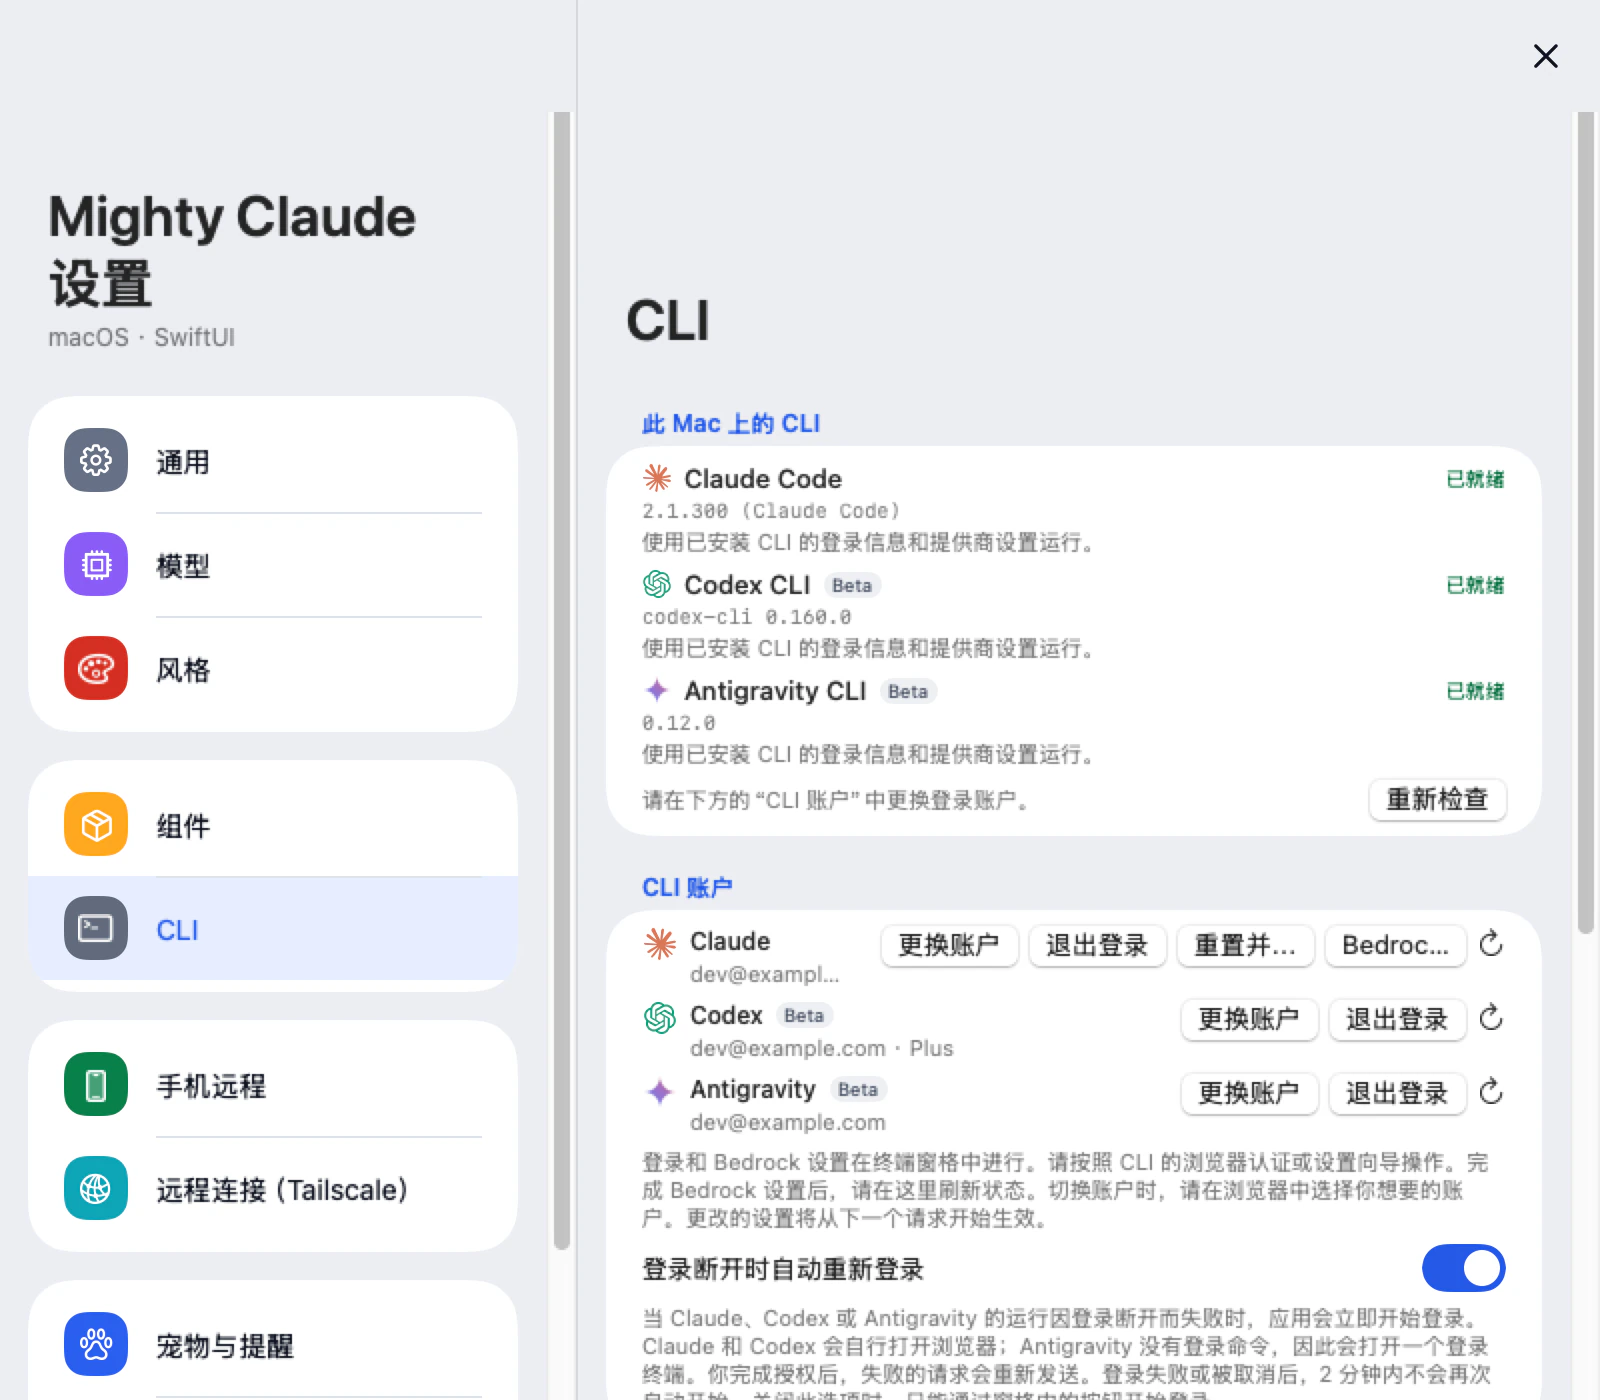 Mighty Claude
设置
macOS · SwiftUI
通用
模型
风格
组件
CLI
手机远程
远程连接 (Tailscale)
宠物与提醒
CLI
此 Mac 上的 CLI
Claude Code
已就绪
2.1.300 (Claude Code)
使用已安装 CLI 的登录信息和提供商设置运行。
Codex CLI Beta
已就绪
codex-cli 0.160.0
使用已安装 CLI 的登录信息和提供商设置运行。
Antigravity CLI Beta
已就绪
0.12.0
使用已安装 CLI 的登录信息和提供商设置运行。
请在下方的 “CLI 账户” 中更换登录账户。
重新检查
CLI 账户
Claude
更换账户 退出登录 重置并... Bedroc...
dev@exampl...
Codex Beta
更换账户 退出登录
dev@example.com · Plus
Antigravity Beta
更换账户 退出登录
dev@example.com
登录和 Bedrock 设置在终端窗格中进行。请按照 CLI 的浏览器认证或设置向导操作。完
成 Bedrock 设置后，请在这里刷新状态。切换账户时，请在浏览器中选择你想要的账
户。更改的设置将从下一个请求开始生效。
登录断开时自动重新登录
当 Claude、Codex 或 Antigravity 的运行因登录断开而失败时，应用会立即开始登录。
Claude 和 Codex 会自行打开浏览器；Antigravity 没有登录命令，因此会打开一个登录
终端。你完成授权后，失败的请求会重新发送。登录失败或被取消后，2 分钟内不会再次